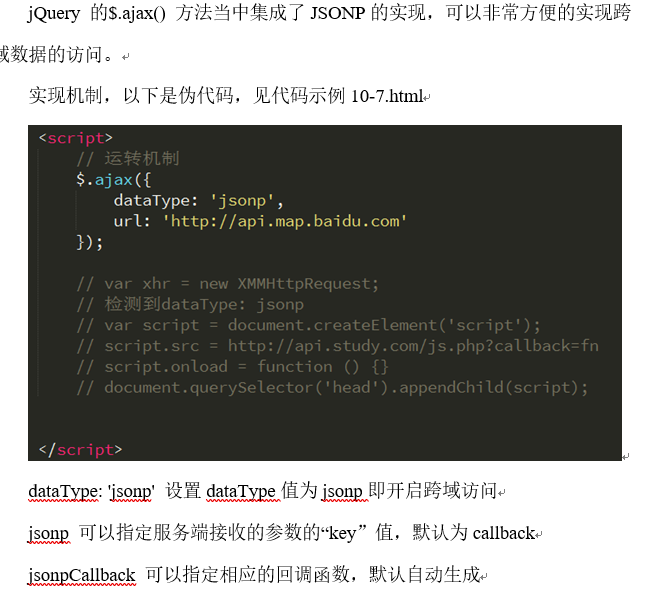 jQuery 的$.ajax() 方法当中集成了 JSONP 的实现，可以非常方便的实现跨
域数据的访问。
实现机制，以下是伪代码，见代码示例 10-7.html
<script>
// 运转机制
$.ajax({
dataType: 'jsonp',
url: 'http://api.map.baidu.com'
});
// var xhr = new XMMHttpRequest;
// 检测到dataType: jsonp
// var script = document.createElement('script');
// script.src = http://api.study.com/js.php?callback=fn
// script.onload = function () {}
// document.querySelector('head').appendChild(script);
</script>
dataType: 'jsonp' 设置 dataType 值为 jsonp 即开启跨域访问
jsonp 可以指定服务端接收的参数的“key”值，默认为 callback
jsonpCallback 可以指定相应的回调函数，默认自动生成